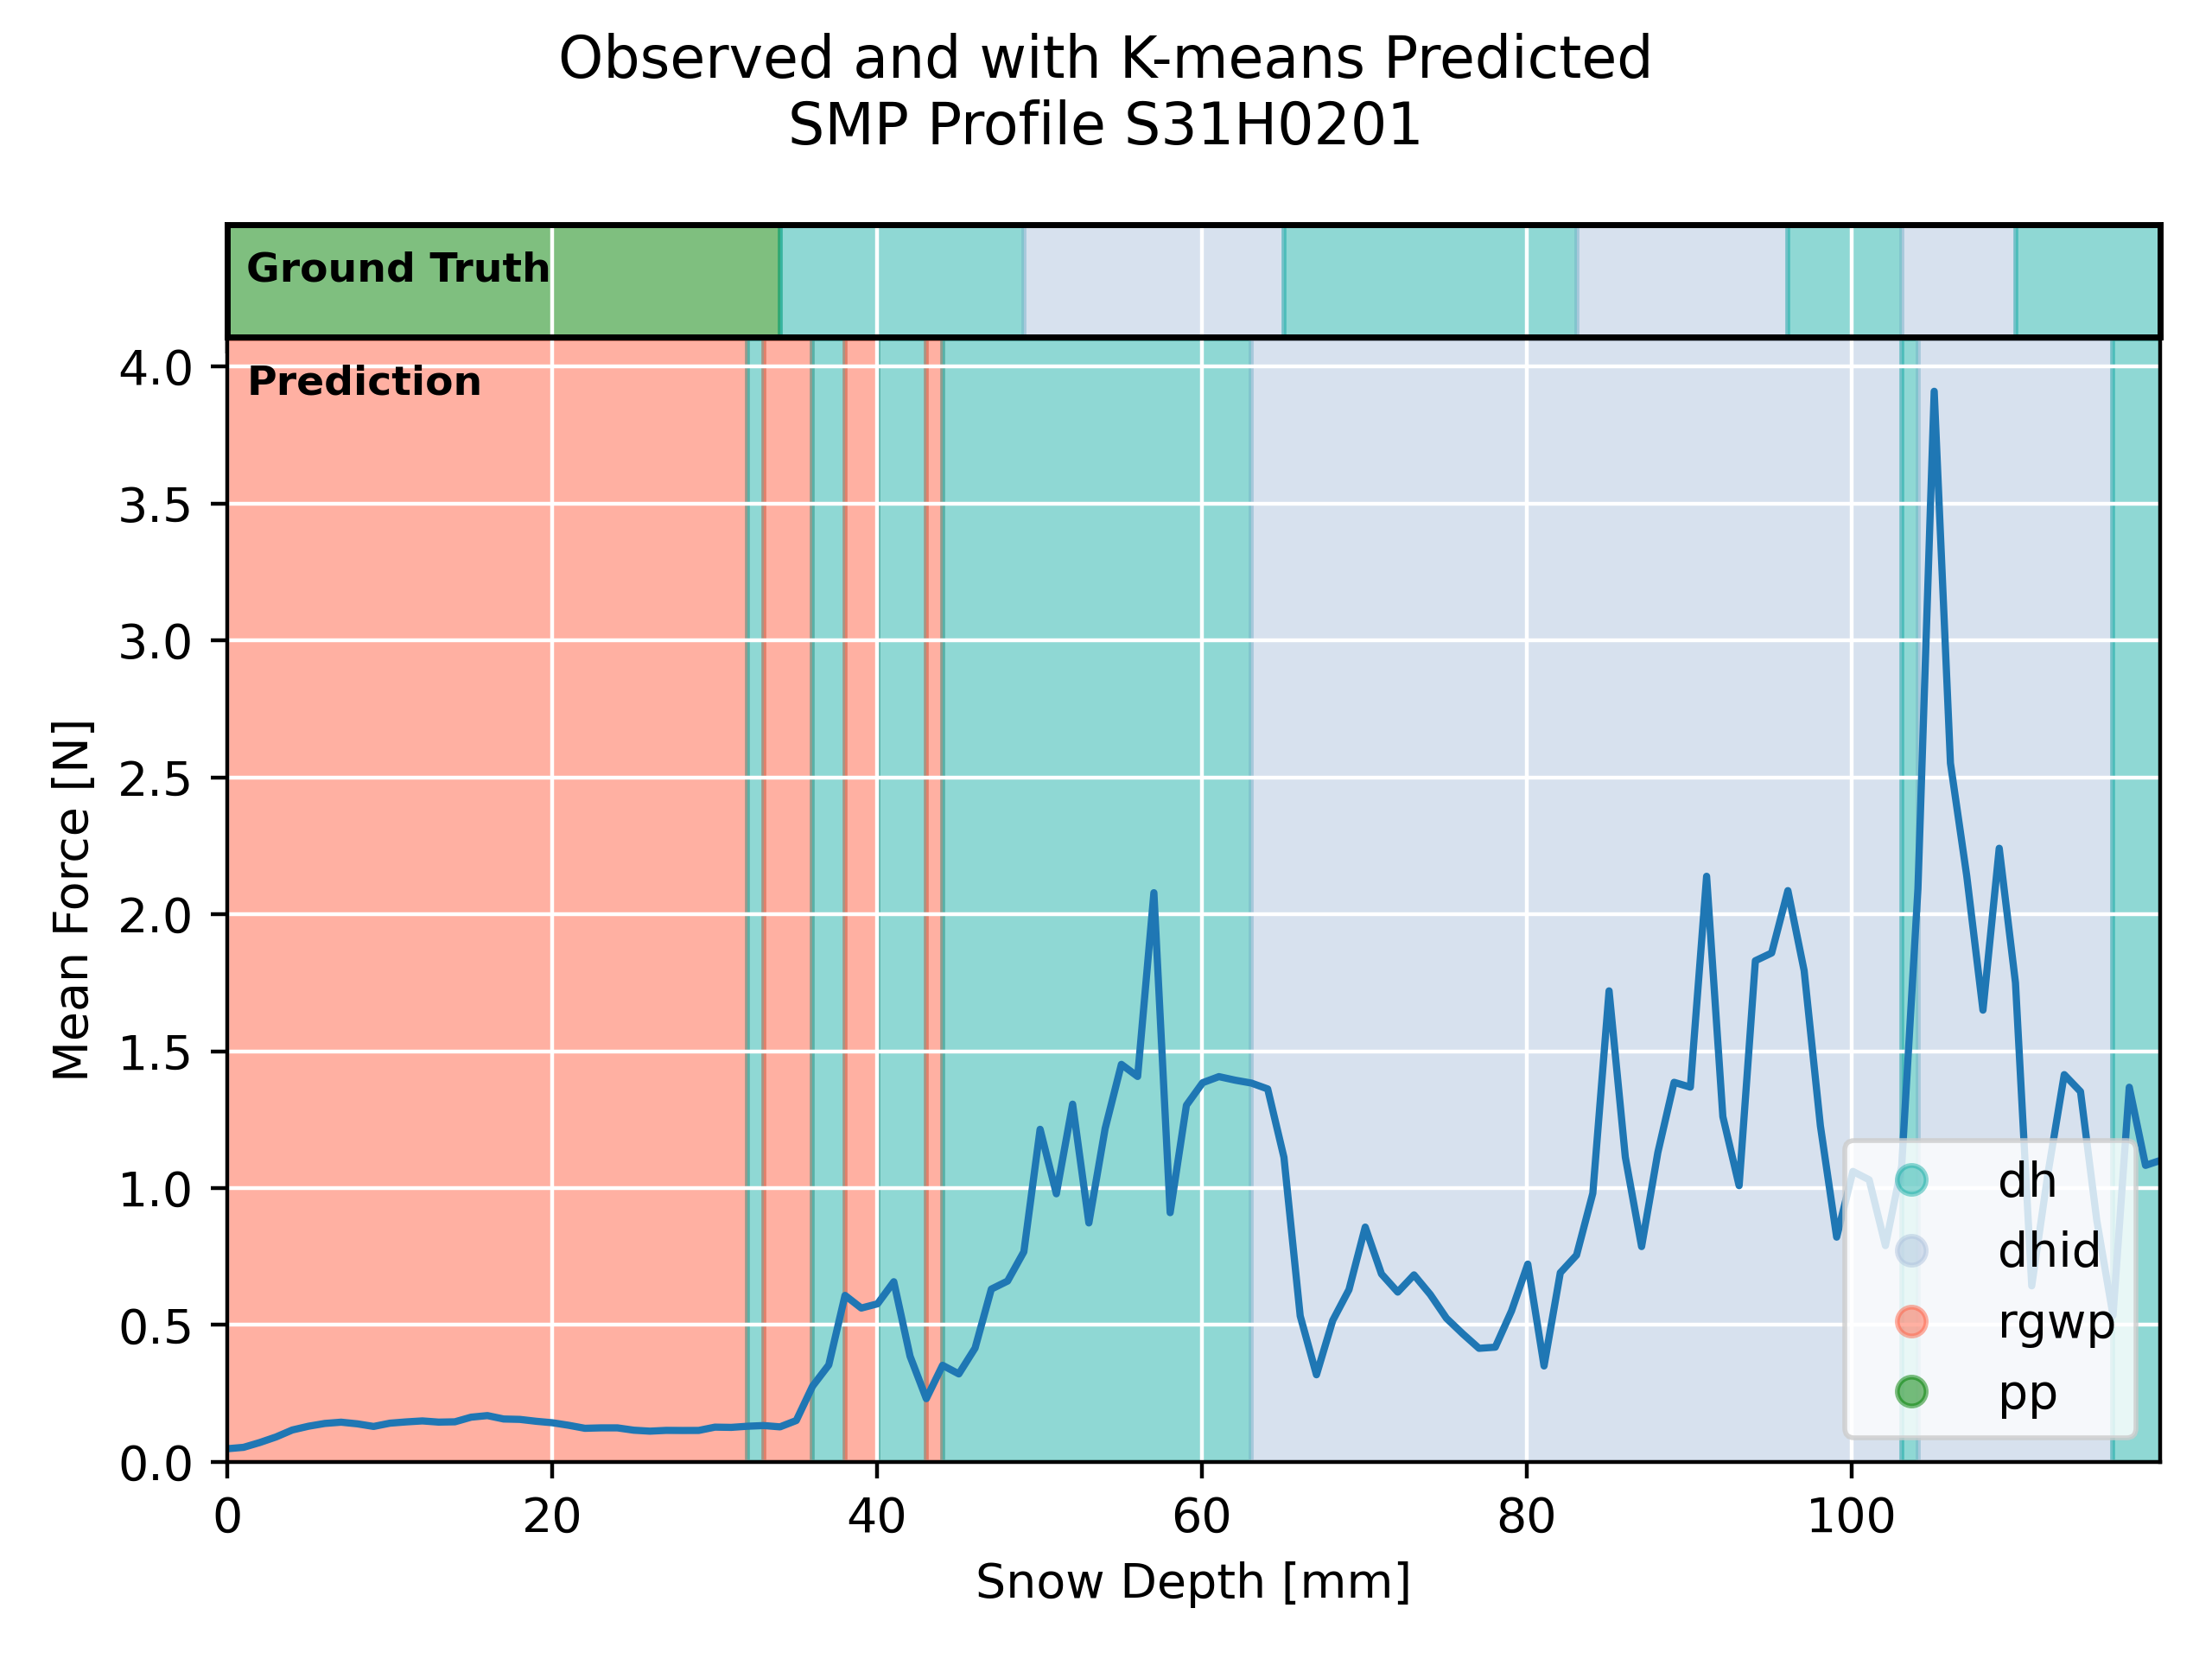 Observed and with K-means Predicted
SMP Profile S31H0201
Ground Truth
Prediction
4.0
3.5
3.0
2.5
2.0
1.5
1.0
0.5
0.0
Mean Force [N]
dh
dhid
rgwp
pp
0 20 40 60 80 100
Snow Depth [mm]